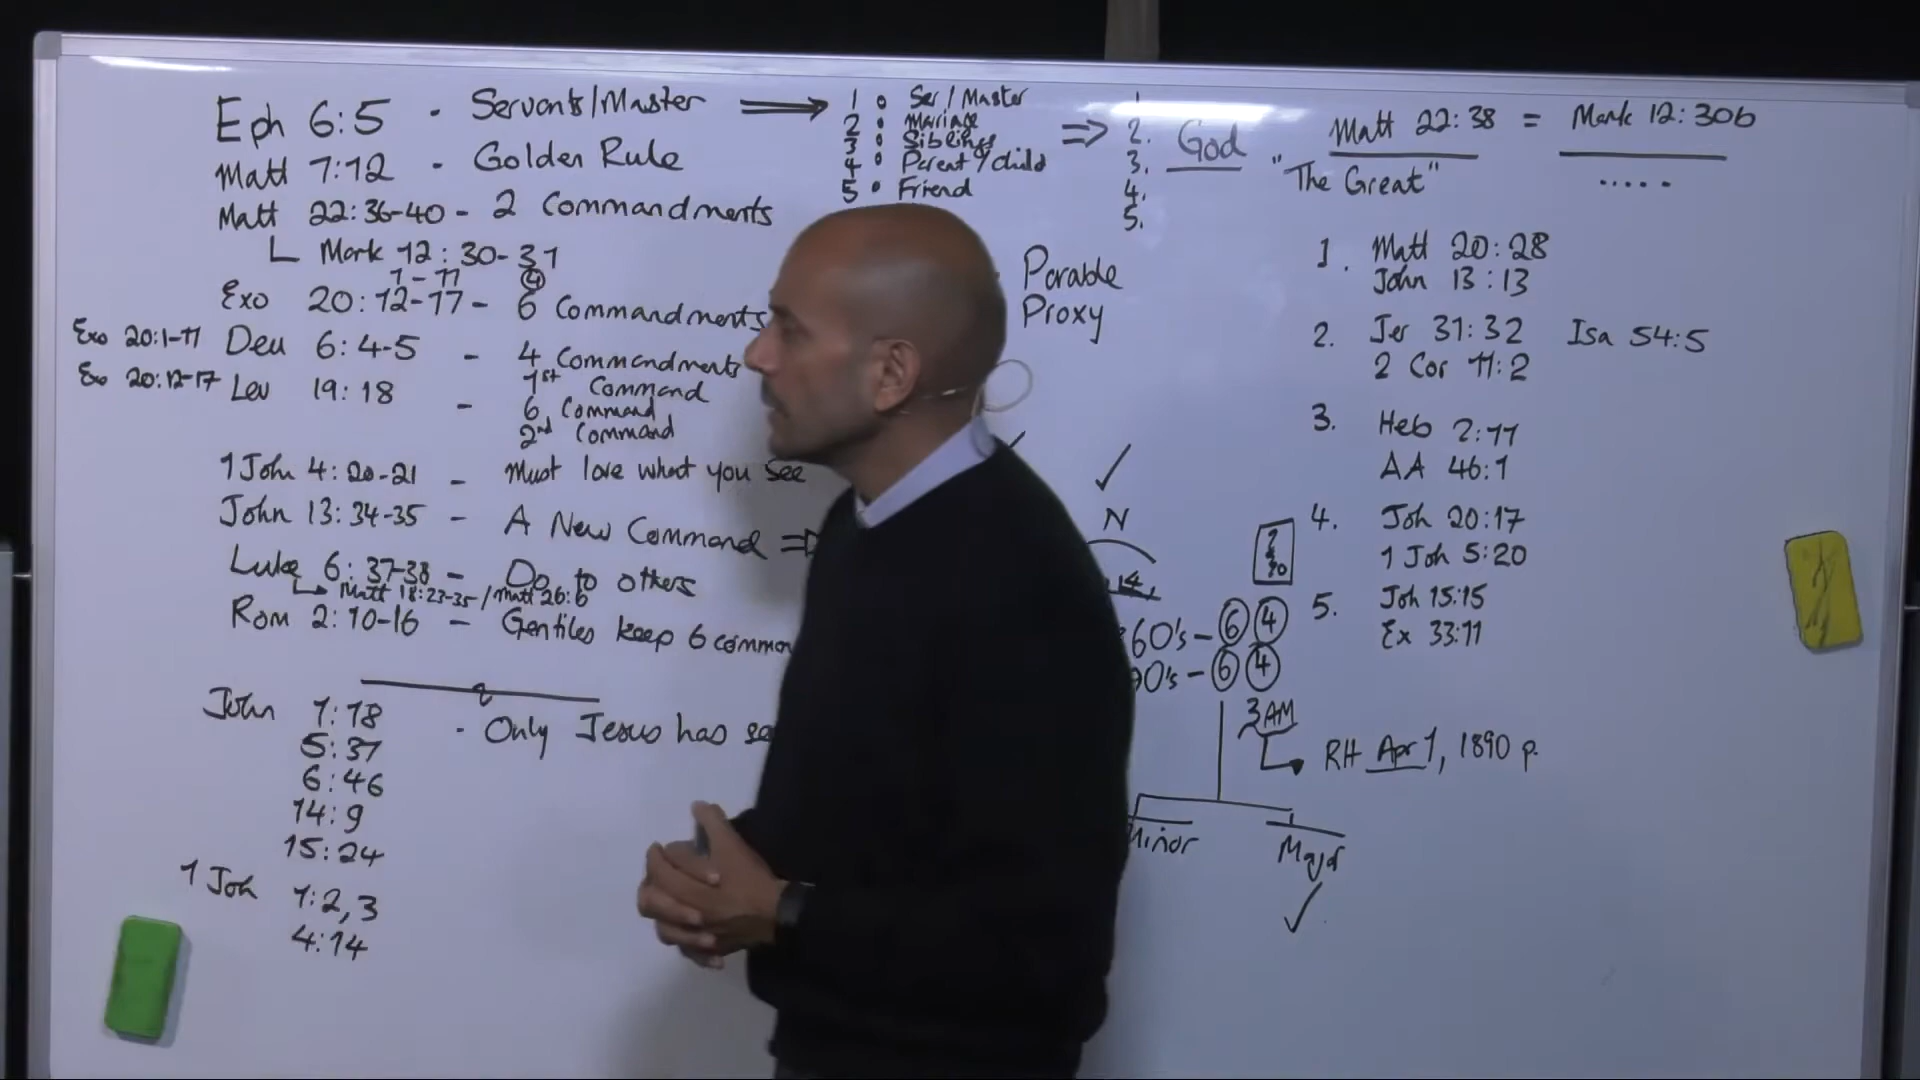 Eph 6:5 - Servants/Master ⟹
Matt 7:12 - Golden Rule
Matt 22:36-40 - 2 Commandments
Mark 12:30-31
1-11 4
Exo 20:12-17 - 6 Commandments
Exo 20:1-11 Deu 6:4-5 - 4 Commandments
1st Command
Exo 20:12-17 Lev 19:18 - 6 Command
2nd Command
1 John 4:20-21 - Must love what you see
John 13:34-35 - A New Command ⇒
Luke 6:37-38 - Do to others
Matt 18:23-35 / Matt 26:6
Rom 2:10-16 - Gentiles keep 6 comman
John 1:18 - Only Jesus has se
5:37
6:46
14:9
15:24
1 Joh 1:2,3
4:14
1 • Ser/Master
2 • Mariage
3 • Siblings
4 • Parent/child
5 • Friend
⇒
1
2.
3.
4.
5.
God
Parable
Proxy
✓
N
14
60's - 6 4
0's - 6 4
3AM
RH Apr 1, 1890 p.
Minor
Major
✓
Matt 22:38 = Mark 12:30b
"The Great" .....
1. Matt 20:28
John 13:13
2. Jer 31:32 Isa 54:5
2 Cor 11:2
3. Heb 2:11
AA 46:1
4. Joh 20:17
1 Joh 5:20
5. Joh 15:15
Ex 33:11